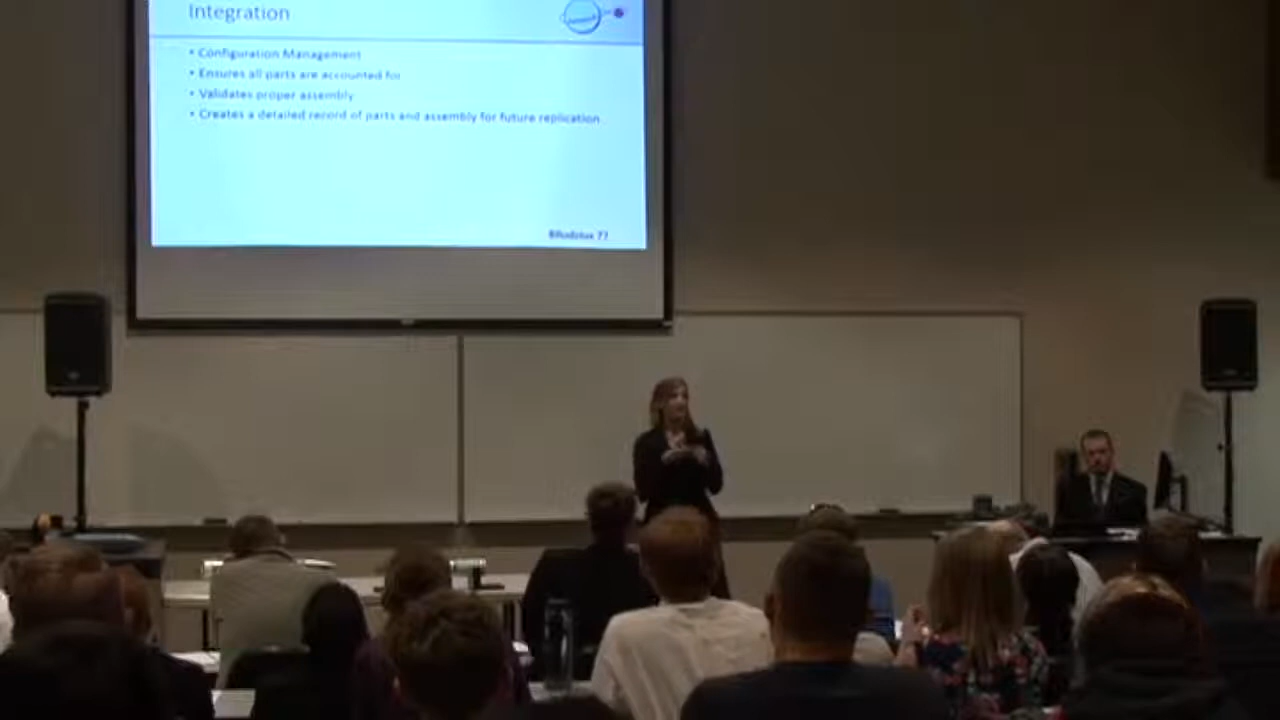 Integration
• Configuration Management
• Ensures all parts are accounted for
• Validates proper assembly
• Creates a detailed record of parts and assembly for future replication
77